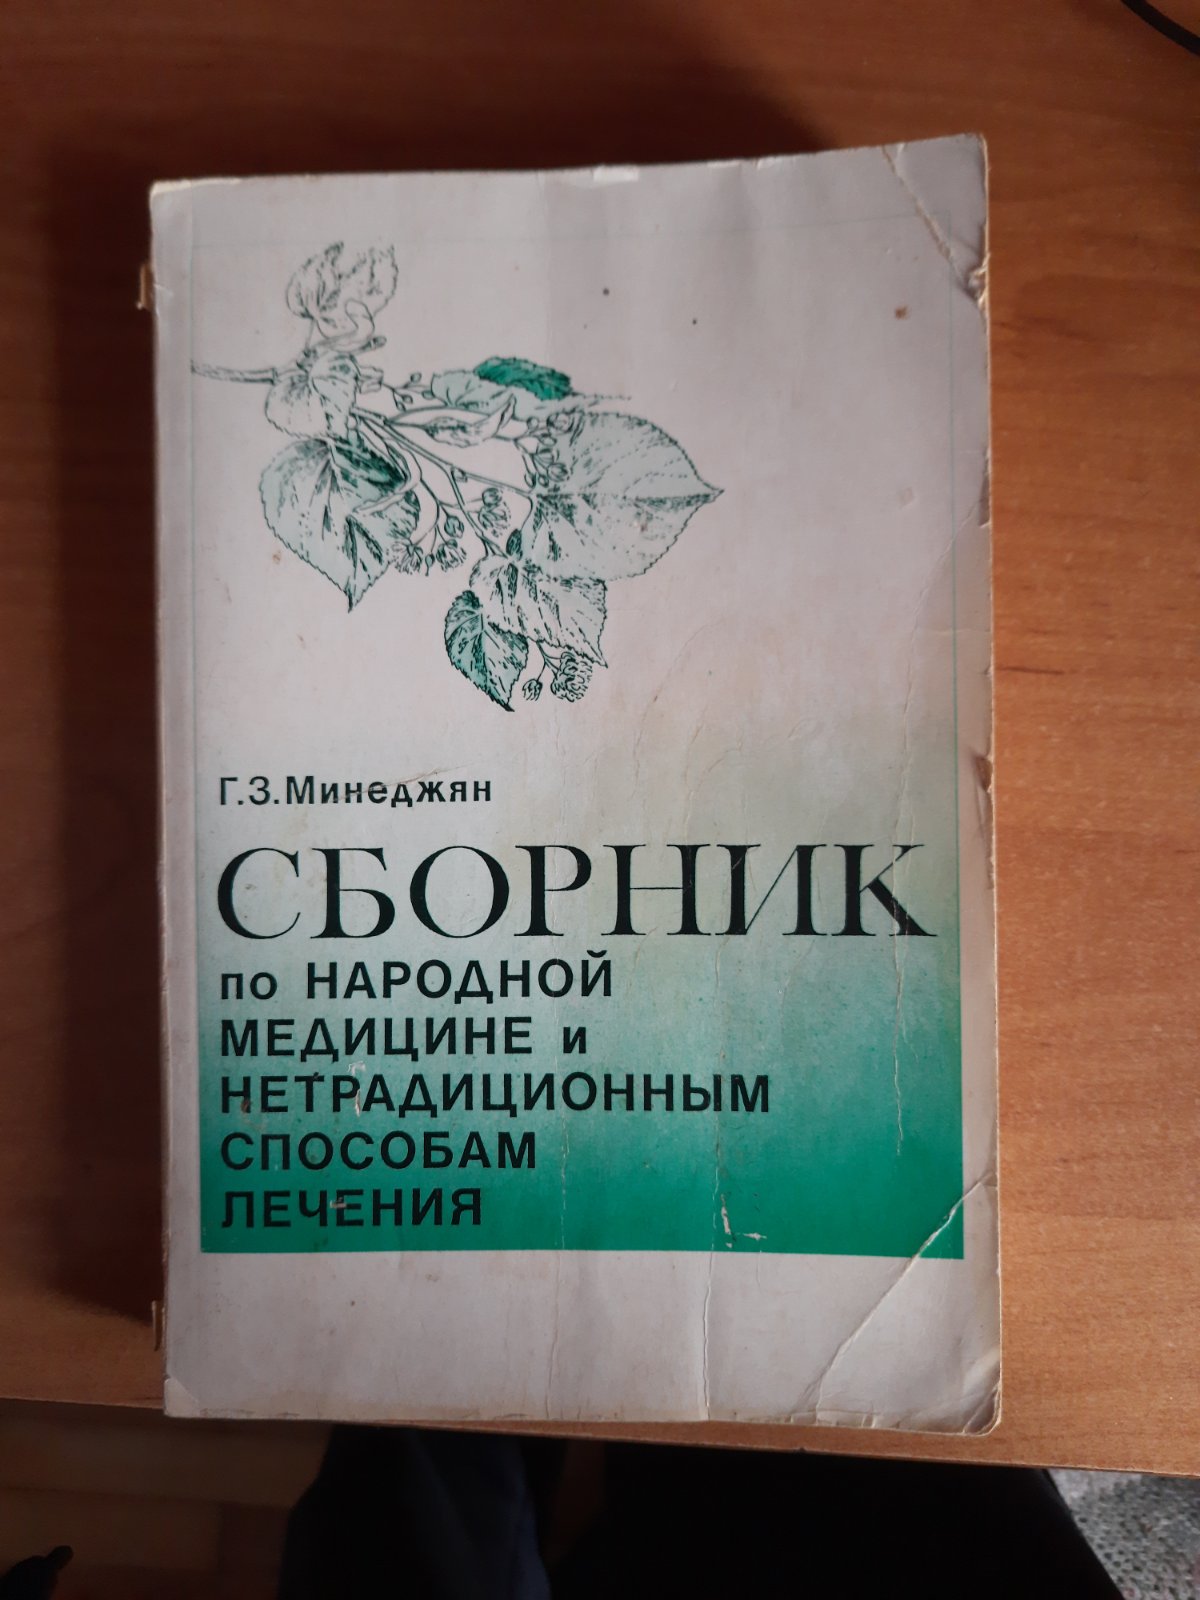 Г.З.Минеджян
СБОРНИК
по НАРОДНОЙ
МЕДИЦИНЕ и
НЕТРАДИЦИОННЫМ
СПОСОБАМ
ЛЕЧЕНИЯ